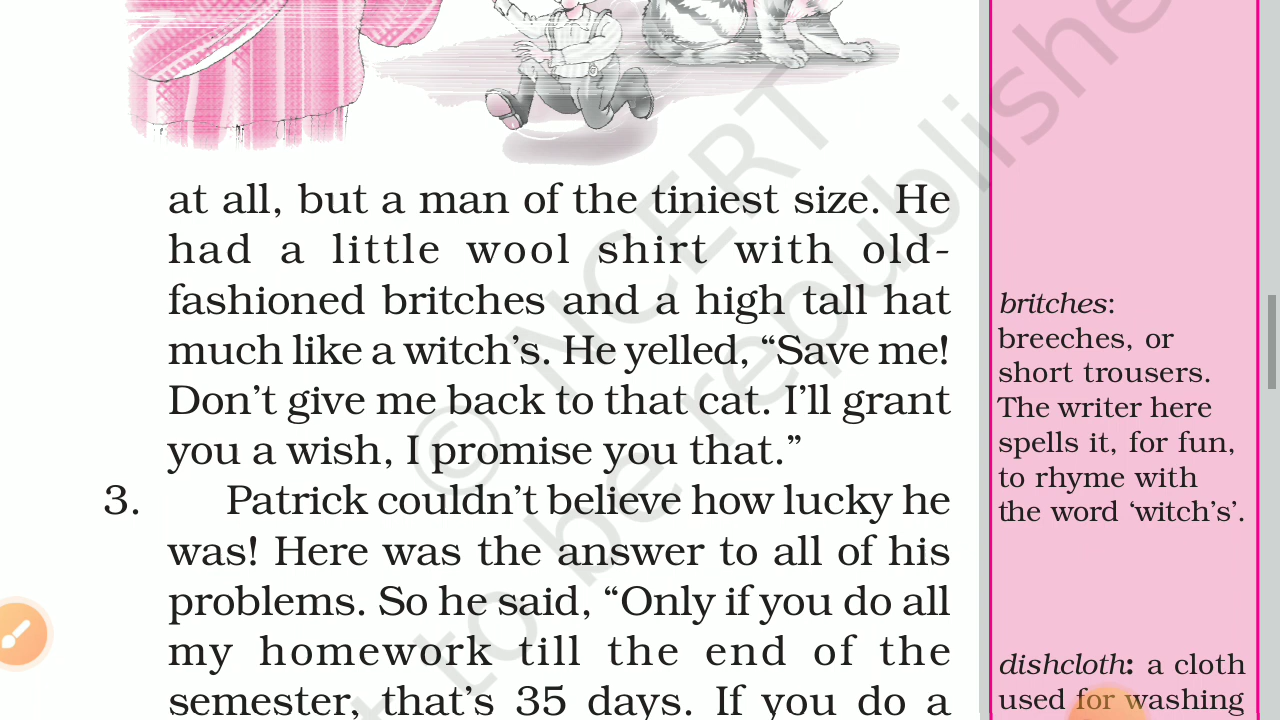 at all, but a man of the tiniest size. He
had a little wool shirt with old-
fashioned britches and a high tall hat
much like a witch’s. He yelled, “Save me!
Don’t give me back to that cat. I’ll grant
you a wish, I promise you that.”
3. Patrick couldn’t believe how lucky he
was! Here was the answer to all of his
problems. So he said, “Only if you do all
my homework till the end of the
semester, that’s 35 days. If you do a
britches:
breeches, or
short trousers.
The writer here
spells it, for fun,
to rhyme with
the word ‘witch’s’.
dishcloth: a cloth
used for washing
© NCERT
to be republishe